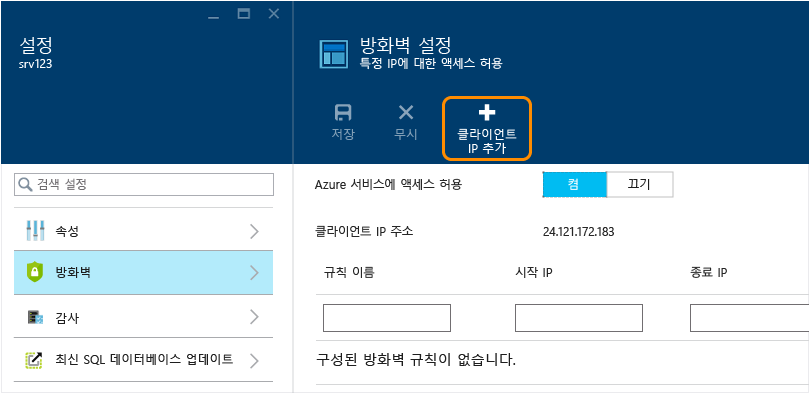 설정
srv123
방화벽 설정
특정 IP에 대한 액세스 허용
저장
무시
클라이언트
IP 추가
검색 설정
속성
방화벽
감사
최신 SQL 데이터베이스 업데이트
Azure 서비스에 액세스 허용
켬
끄기
클라이언트 IP 주소
24.121.172.183
규칙 이름
시작 IP
종료 IP
구성된 방화벽 규칙이 없습니다.